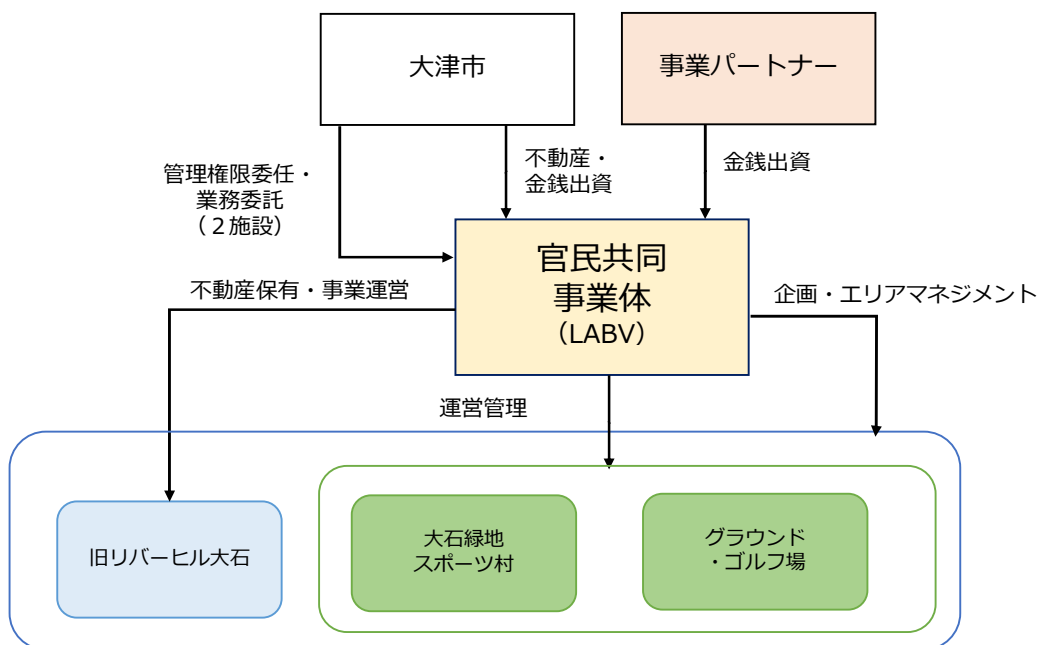 大津市
事業パートナー
管理権限委任・
業務委託
（２施設）
不動産・
金銭出資
金銭出資
官民共同
事業体
（LABV）
不動産保有・事業運営
企画・エリアマネジメント
運営管理
旧リバーヒル大石
大石緑地
スポーツ村
グラウンド
・ゴルフ場